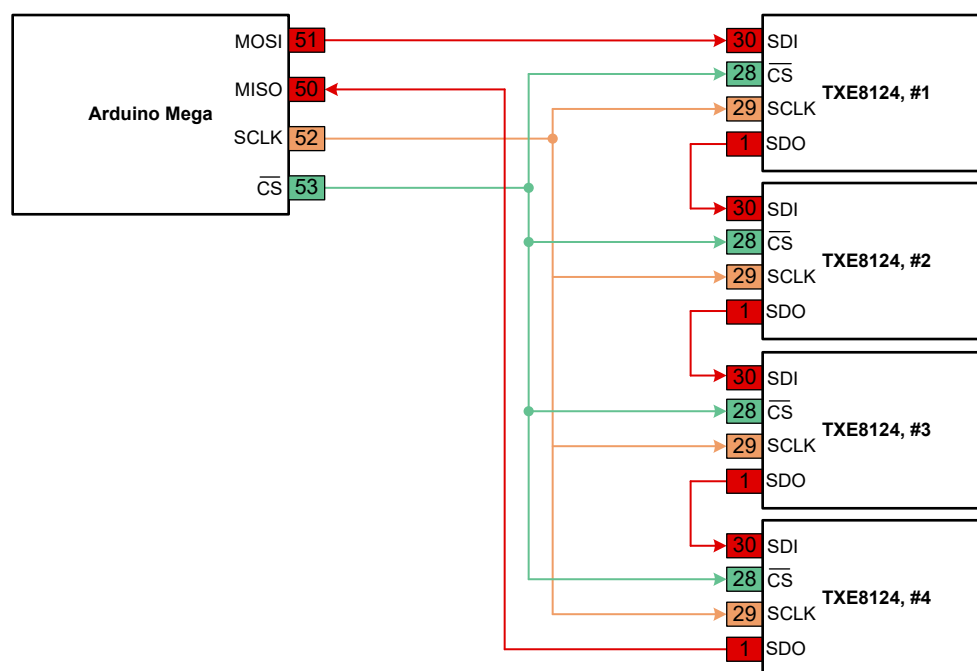 Arduino Mega
MOSI 51
MISO 50
SCLK 52
CS 53
30 SDI
28 CS
TXE8124, #1
29 SCLK
1 SDO
30 SDI
28 CS
TXE8124, #2
29 SCLK
1 SDO
30 SDI
28 CS
TXE8124, #3
29 SCLK
1 SDO
30 SDI
28 CS
TXE8124, #4
29 SCLK
1 SDO